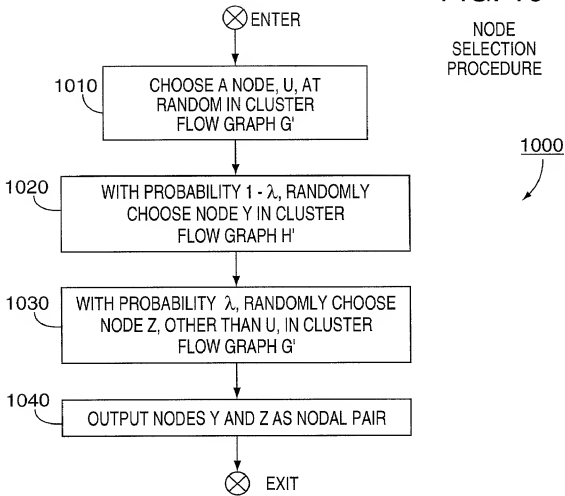 ENTER
NODE
SELECTION
PROCEDURE
1010
CHOOSE A NODE, U, AT
RANDOM IN CLUSTER
FLOW GRAPH G'
1000
1020
WITH PROBABILITY 1 - λ, RANDOMLY
CHOOSE NODE Y IN CLUSTER
FLOW GRAPH H'
1030
WITH PROBABILITY λ, RANDOMLY CHOOSE
NODE Z, OTHER THAN U, IN CLUSTER
FLOW GRAPH G'
1040
OUTPUT NODES Y AND Z AS NODAL PAIR
EXIT